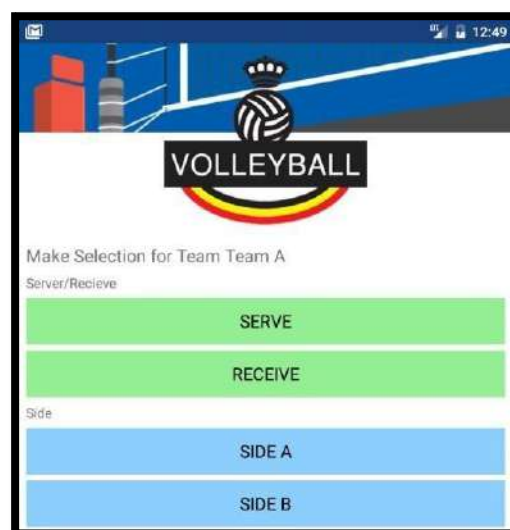 12:49
VOLLEYBALL
Make Selection for Team Team A
Server/Recieve
SERVE
RECEIVE
Side
SIDE A
SIDE B